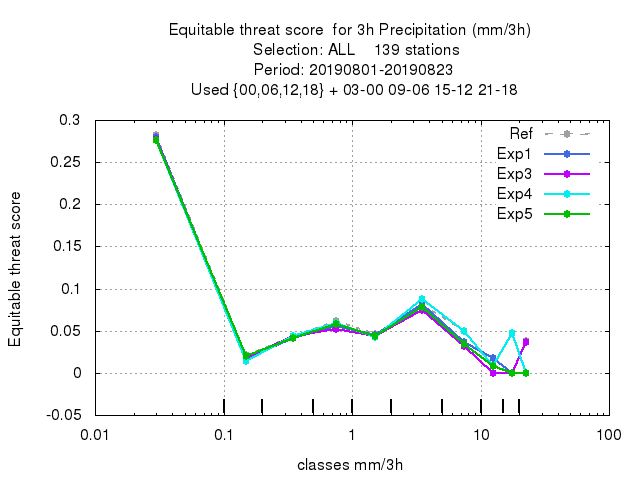 Equitable threat score  for 3h Precipitation (mm/3h)
Selection: ALL    139 stations
Period: 20190801-20190823
Used {00,06,12,18} + 03-00 09-06 15-12 21-18
Equitable threat score
0.3
0.25
0.2
0.15
0.1
0.05
0
-0.05
Ref
Exp1
Exp3
Exp4
Exp5
0.01 0.1 1 10 100
classes mm/3h